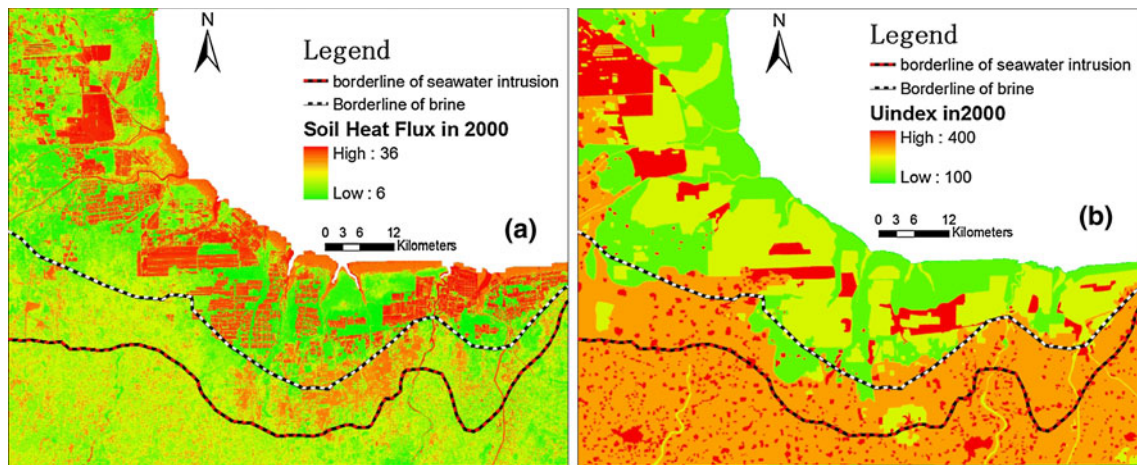 N
Legend
borderline of seawater intrusion
Borderline of brine
Soil Heat Flux in 2000
High : 36
Low : 6
0 3 6 12
Kilometers
(a)
N
Legend
borderline of seawater intrusion
Borderline of brine
Uindex in2000
High : 400
Low : 100
0 3 6 12
Kilometers
(b)